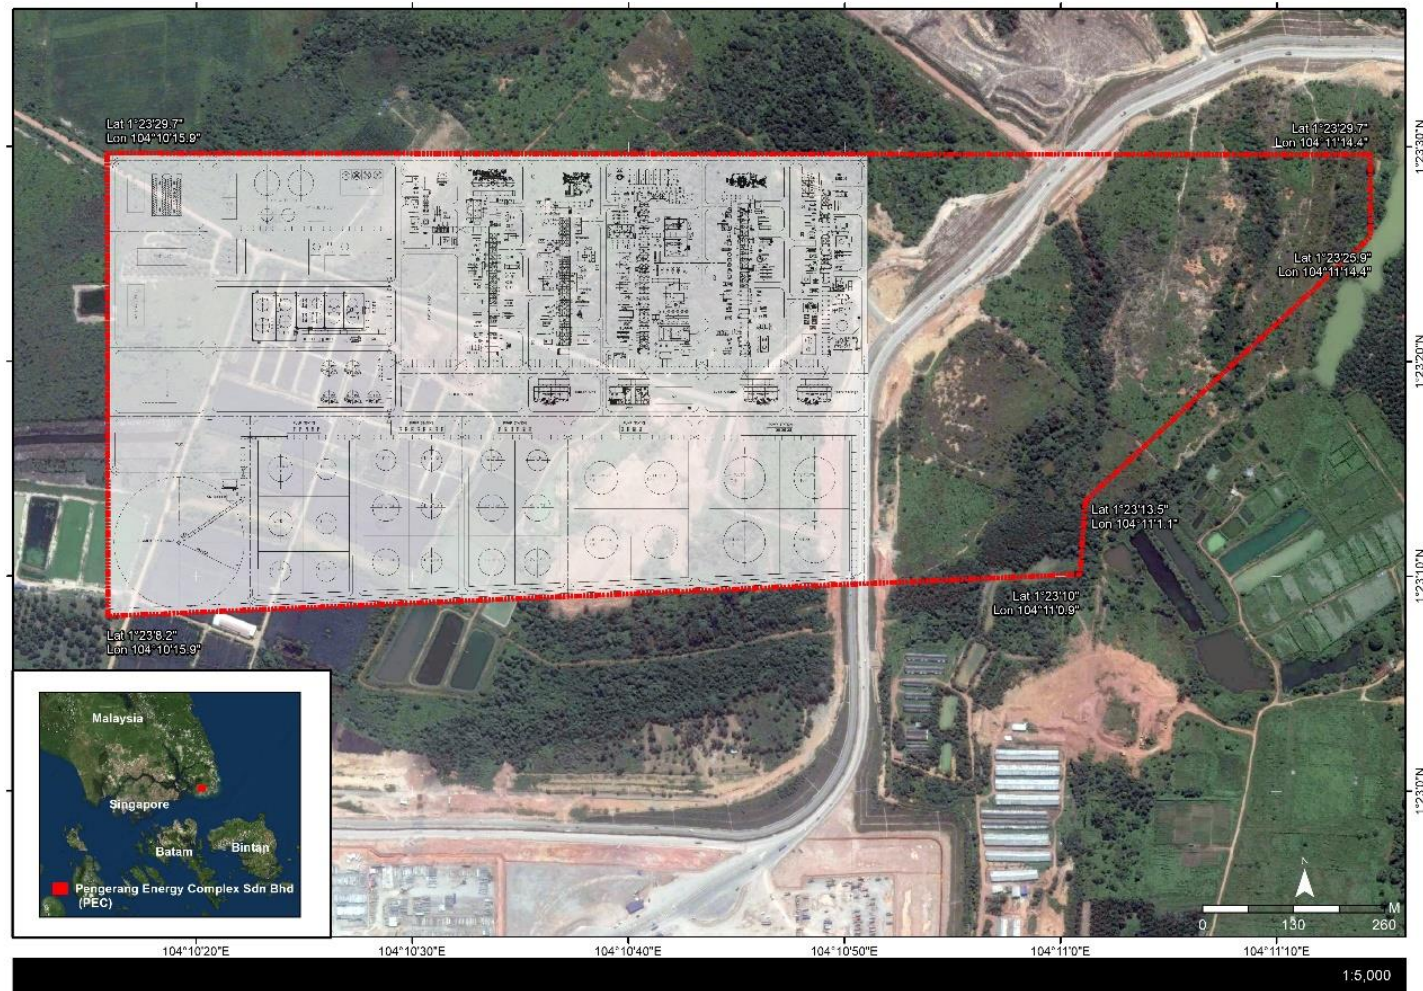 Lat 1°23'29.7"
Lon 104°10'15.9"
Lat 1°23'29.7"
Lon 104°11'14.4"
1°23'30"N
Lat 1°23'25.9"
Lon 104°11'14.4"
1°23'20"N
Lat 1°23'13.5"
Lon 104°11'1.1"
1°23'10"N
Lat 1°23'10"
Lon 104°11'0.9"
Lat 1°23'8.2"
Lon 104°10'15.9"
Malaysia
Singapore
Batam
Bintan
Pengerang Energy Complex Sdn Bhd
(PEC)
1°23'0"N
N
M
0 130 260
104°10'20"E 104°10'30"E 104°10'40"E 104°10'50"E 104°11'0"E 104°11'10"E
1:5,000